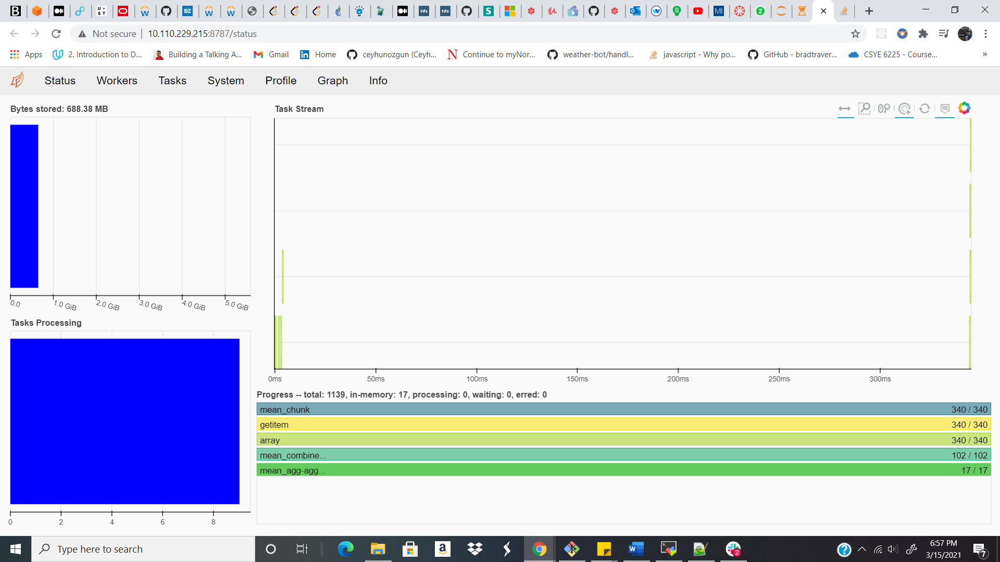 Not secure | 10.110.229.215:8787/status
Apps
2. Introduction to D...
Building a Talking A...
Gmail
Home
ceyhunozgun (Ceyh...
Continue to myNor...
weather-bot/handl...
javascript - Why po...
GitHub - bradtraver...
CSYE 6225 - Course...
»
Status Workers Tasks System Profile Graph Info
Bytes stored: 688.38 MB
0.0 1.0 GiB 2.0 GiB 3.0 GiB 4.0 GiB 5.0 GiB
Tasks Processing
0 2 4 6 8
Task Stream
0ms 50ms 100ms 150ms 200ms 250ms 300ms
Progress -- total: 1139, in-memory: 17, processing: 0, waiting: 0, erred: 0
mean_chunk 340 / 340
getitem 340 / 340
array 340 / 340
mean_combine... 102 / 102
mean_agg-agg... 17 / 17
Type here to search
6:57 PM
3/15/2021
7